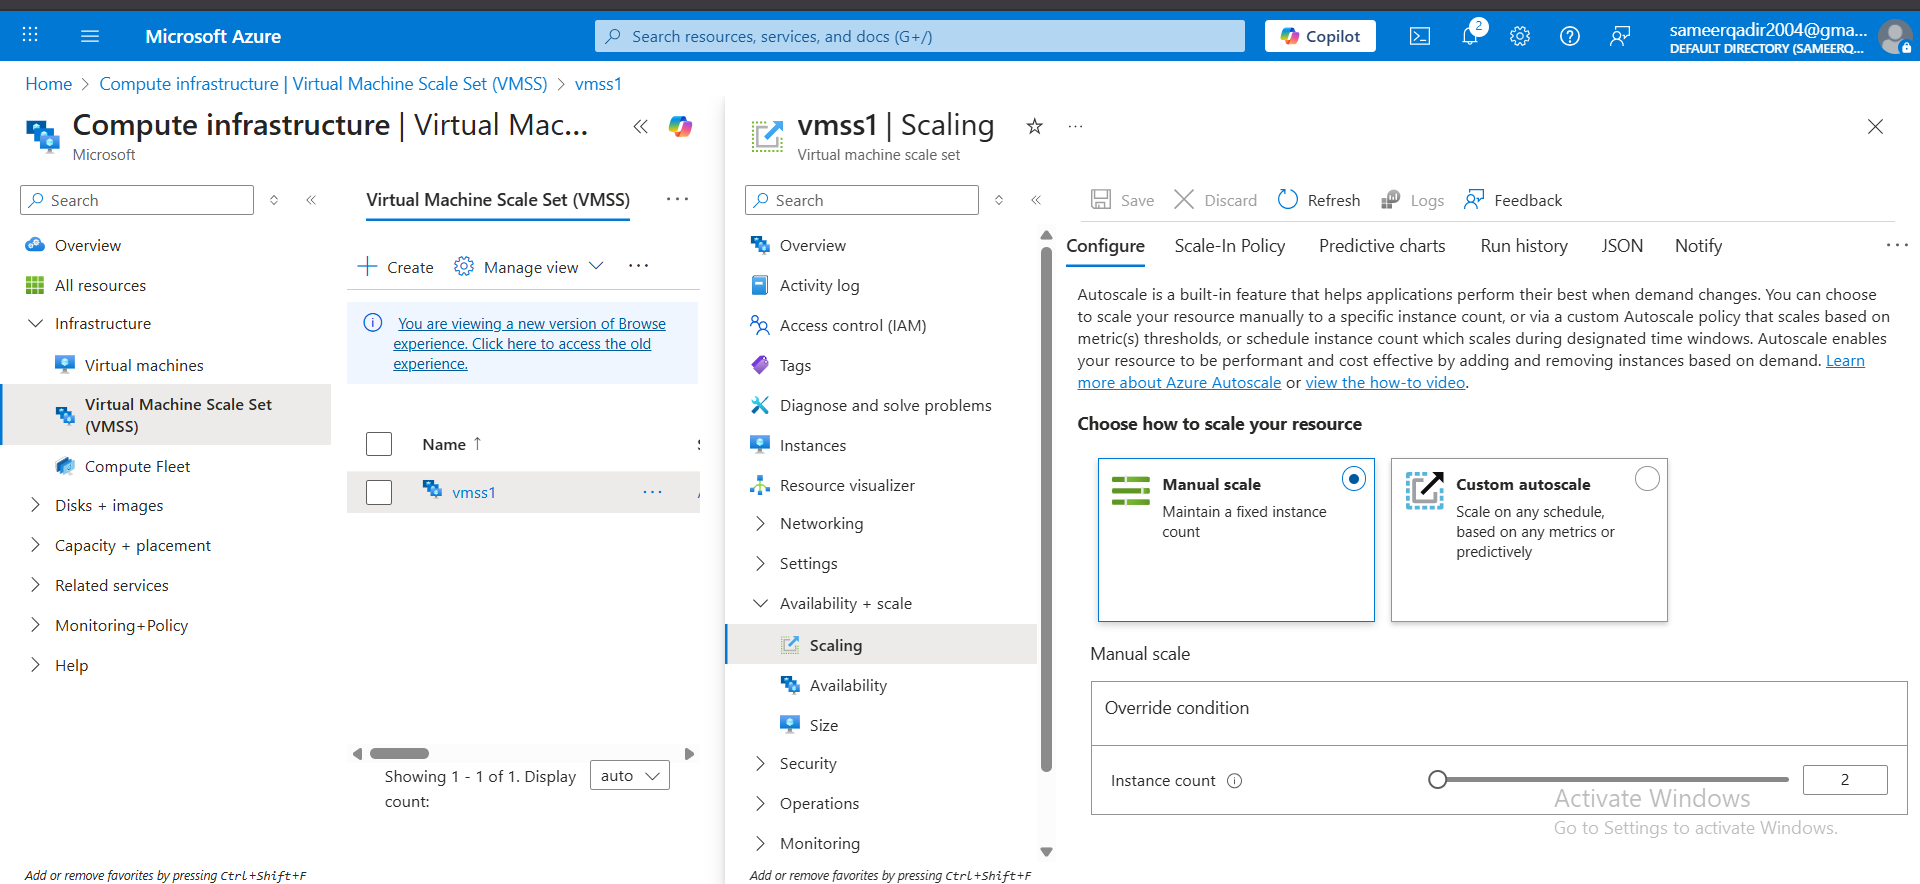 Microsoft Azure
Search resources, services, and docs (G+/)
Copilot
2
sameerqadir2004@gma...
DEFAULT DIRECTORY (SAMEERQ...
Home > Compute infrastructure | Virtual Machine Scale Set (VMSS) > vmss1
Compute infrastructure | Virtual Mac...
Microsoft
Search
Overview
All resources
Infrastructure
Virtual machines
Virtual Machine Scale Set
(VMSS)
Compute Fleet
Disks + images
Capacity + placement
Related services
Monitoring+Policy
Help
Add or remove favorites by pressing Ctrl+Shift+F
Virtual Machine Scale Set (VMSS)
Create
Manage view
You are viewing a new version of Browse
experience. Click here to access the old
experience.
Name ↑
vmss1
Showing 1 - 1 of 1. Display
count:
auto
vmss1 | Scaling
Virtual machine scale set
Search
Overview
Activity log
Access control (IAM)
Tags
Diagnose and solve problems
Instances
Resource visualizer
Networking
Settings
Availability + scale
Scaling
Availability
Size
Security
Operations
Monitoring
Add or remove favorites by pressing Ctrl+Shift+F
Save
Discard
Refresh
Logs
Feedback
Configure
Scale-In Policy
Predictive charts
Run history
JSON
Notify
Autoscale is a built-in feature that helps applications perform their best when demand changes. You can choose
to scale your resource manually to a specific instance count, or via a custom Autoscale policy that scales based on
metric(s) thresholds, or schedule instance count which scales during designated time windows. Autoscale enables
your resource to be performant and cost effective by adding and removing instances based on demand. Learn
more about Azure Autoscale or view the how-to video.
Choose how to scale your resource
Manual scale
Maintain a fixed instance
count
Custom autoscale
Scale on any schedule,
based on any metrics or
predictively
Manual scale
Override condition
Instance count
2
Activate Windows
Go to Settings to activate Windows.